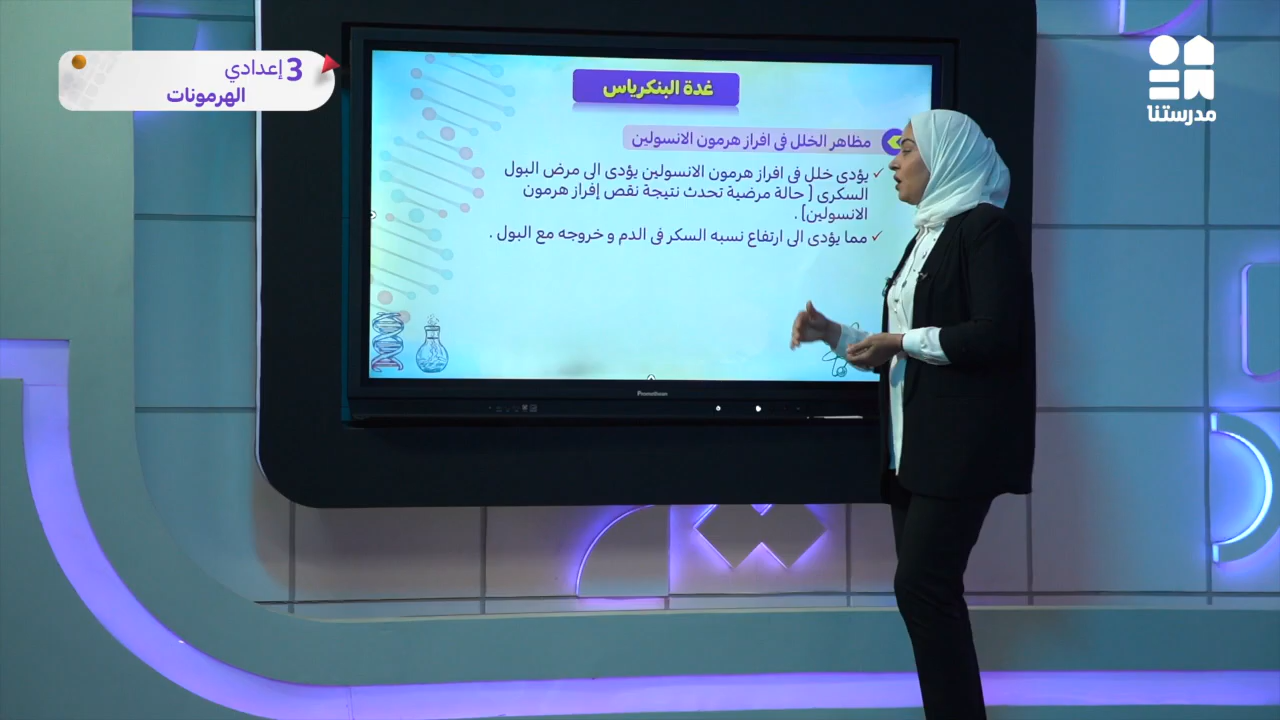 3 إعدادي
الهرمونات
مدرستنا
غدة البنكرياس
مظاهر الخلل فى افراز هرمون الانسولين
يؤدى خلل فى افراز هرمون الانسولين يؤدى الى مرض البول
السكرى [ حالة مرضية تحدث نتيجة نقص إفراز هرمون
الانسولين] .
مما يؤدى الى ارتفاع نسبه السكر فى الدم و خروجه مع البول .
Promethean